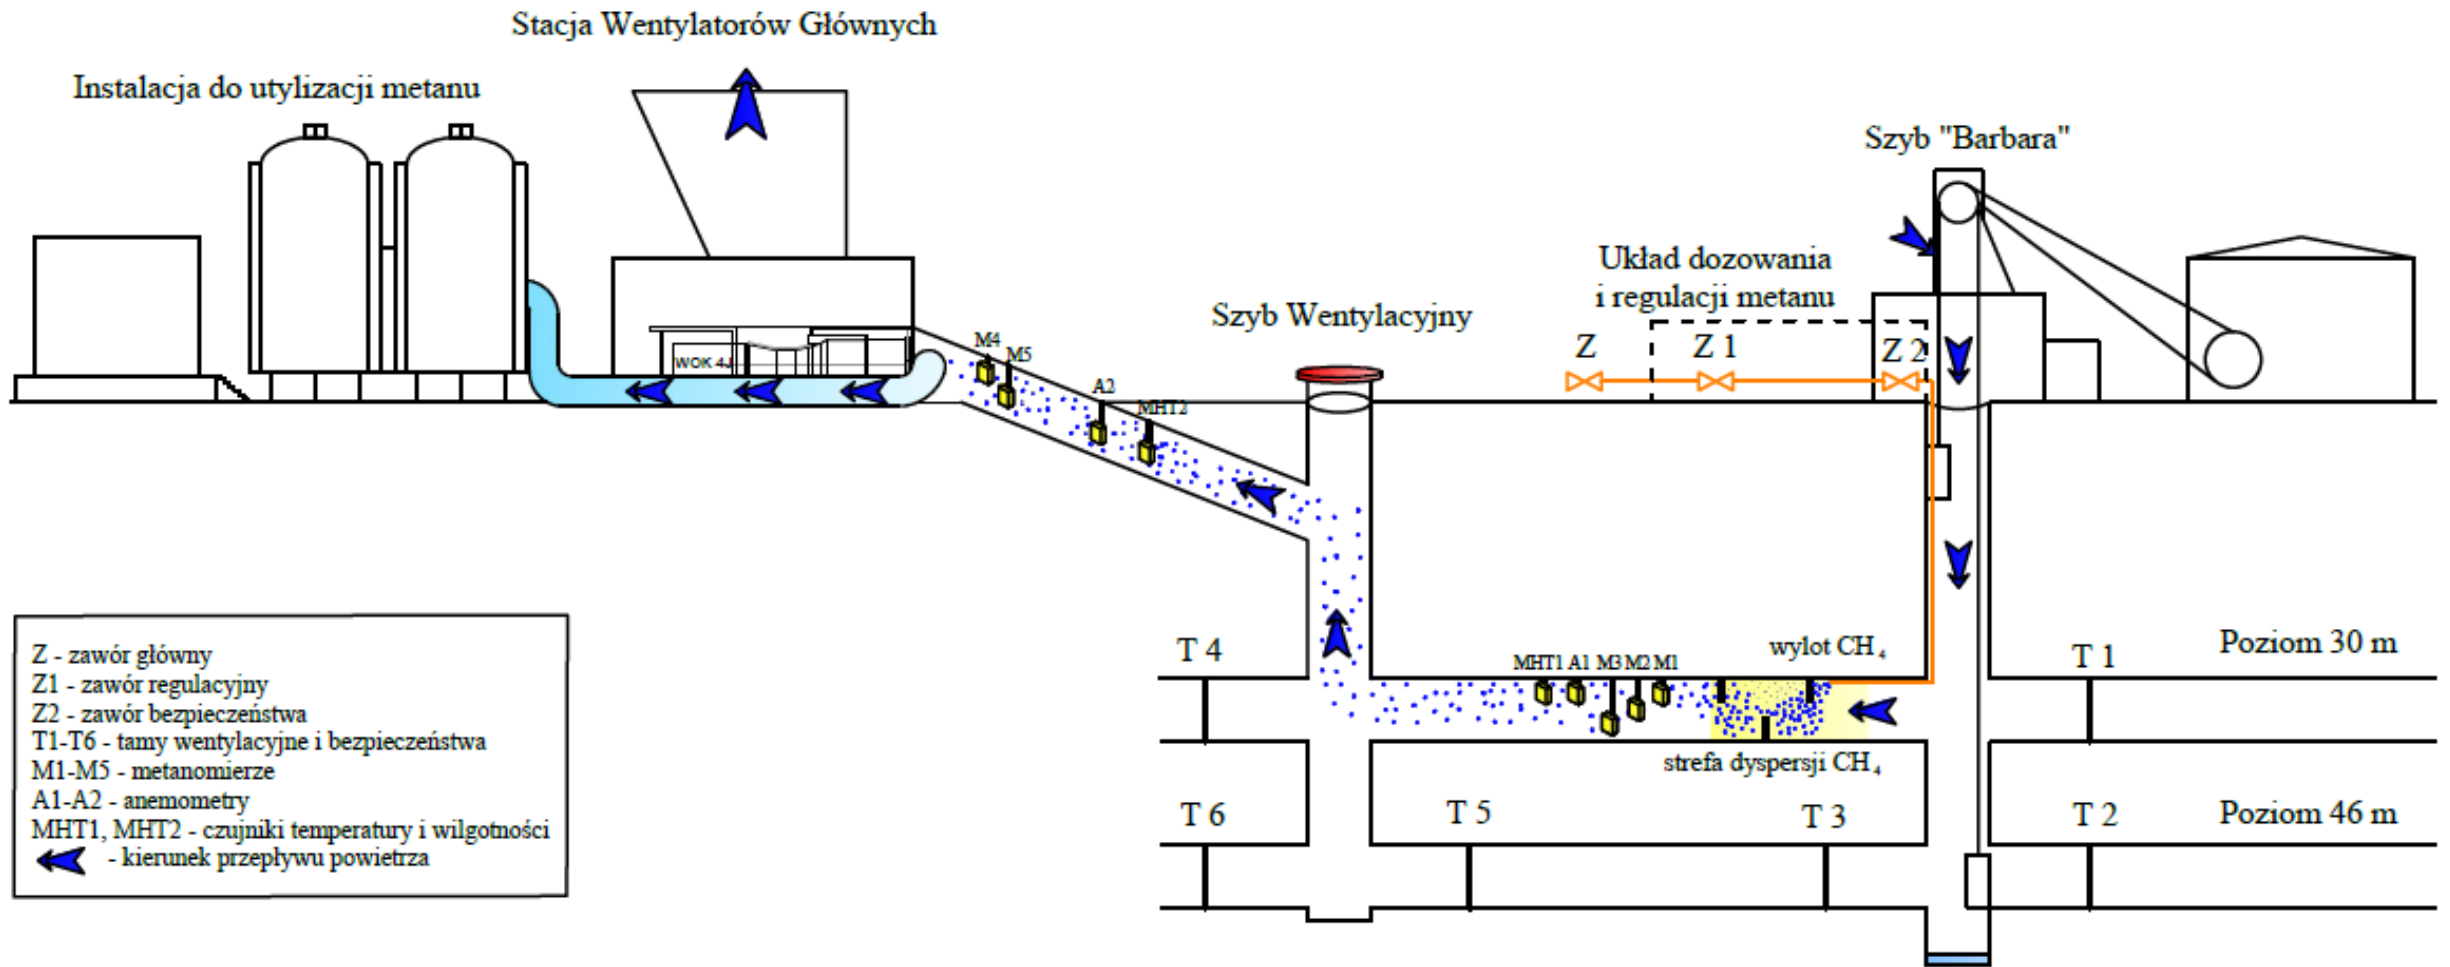 Stacja Wentylatorów Głównych
Instalacja do utylizacji metanu
Szyb "Barbara"
Układ dozowania
i regulacji metanu
Szyb Wentylacyjny
Z
Z 1
Z 2
M4
M5
WOK 4J
A2
MHT2
T 4
MHT1 A1 M3 M2 M1
wylot CH₄
T 1
Poziom 30 m
strefa dyspersji CH₄
T 6
T 5
T 3
T 2
Poziom 46 m
Z - zawór główny
Z1 - zawór regulacyjny
Z2 - zawór bezpieczeństwa
T1-T6 - tamy wentylacyjne i bezpieczeństwa
M1-M5 - metanomierze
A1-A2 - anemometry
MHT1, MHT2 - czujniki temperatury i wilgotności
- kierunek przepływu powietrza